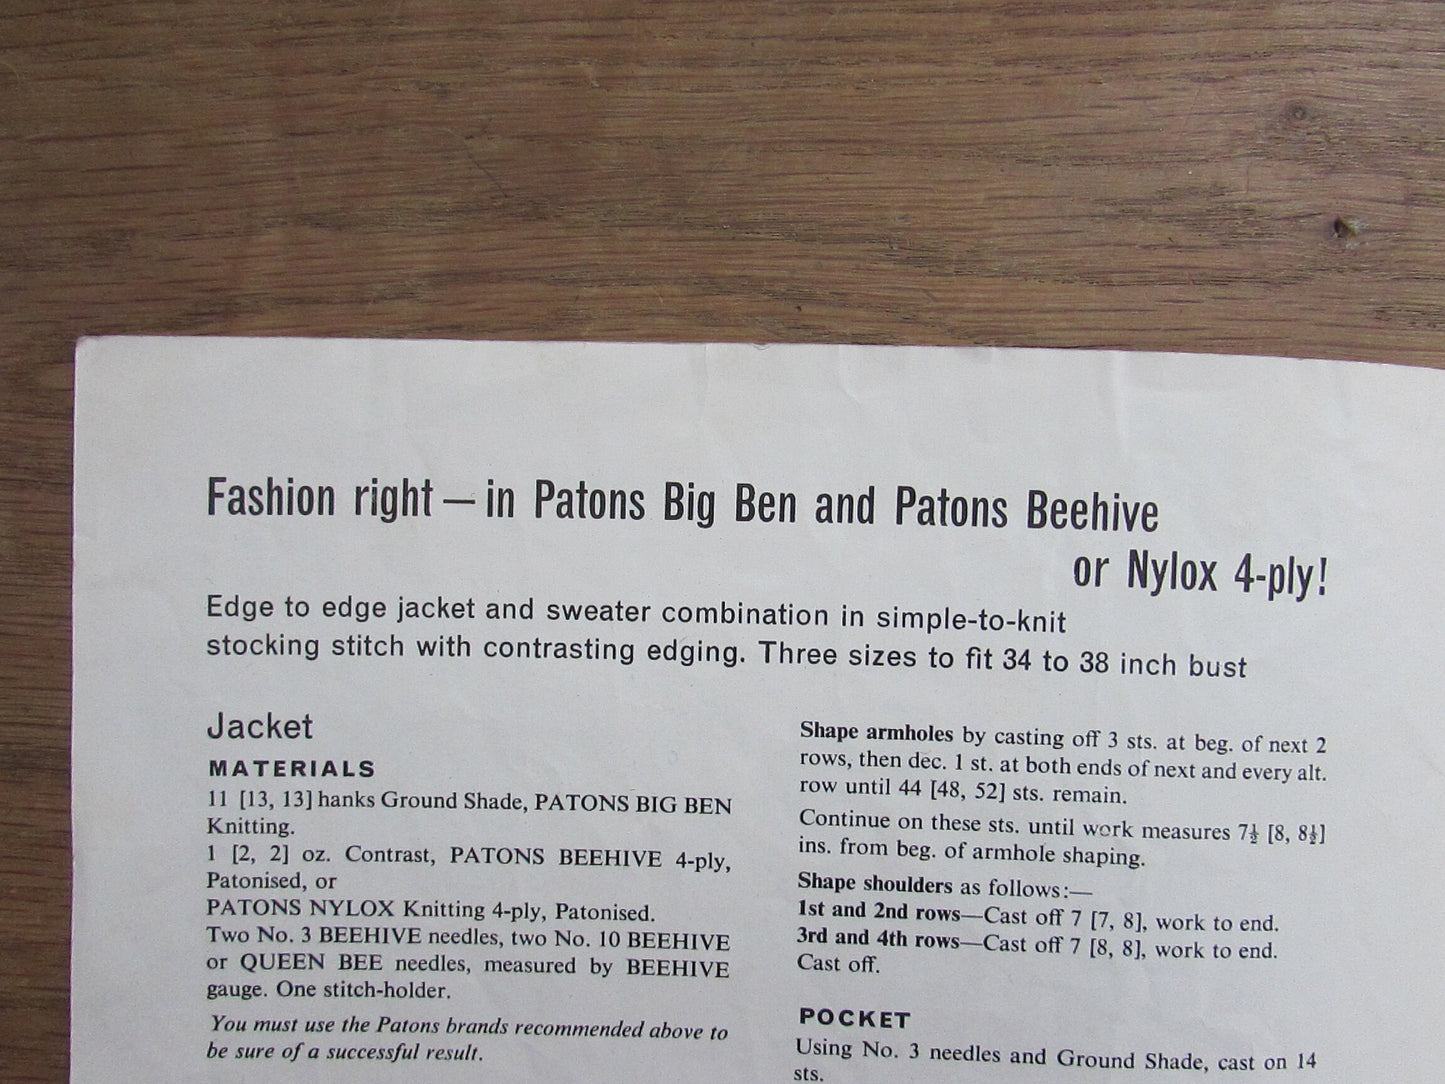 Fashion right — in Patons Big Ben and Patons Beehive
or Nylox 4-ply!
Edge to edge jacket and sweater combination in simple-to-knit
stocking stitch with contrasting edging. Three sizes to fit 34 to 38 inch bust
Jacket
MATERIALS
11 [13, 13] hanks Ground Shade, PATONS BIG BEN
Knitting.
1 [2, 2] oz. Contrast, PATONS BEEHIVE 4-ply,
Patonised, or
PATONS NYLOX Knitting 4-ply, Patonised.
Two No. 3 BEEHIVE needles, two No. 10 BEEHIVE
or QUEEN BEE needles, measured by BEEHIVE
gauge. One stitch-holder.
You must use the Patons brands recommended above to
be sure of a successful result.
Shape armholes by casting off 3 sts. at beg. of next 2
rows, then dec. 1 st. at both ends of next and every alt.
row until 44 [48, 52] sts. remain.
Continue on these sts. until work measures 7½ [8, 8½]
ins. from beg. of armhole shaping.
Shape shoulders as follows:—
1st and 2nd rows—Cast off 7 [7, 8], work to end.
3rd and 4th rows—Cast off 7 [8, 8], work to end.
Cast off.
POCKET
Using No. 3 needles and Ground Shade, cast on 14
sts.